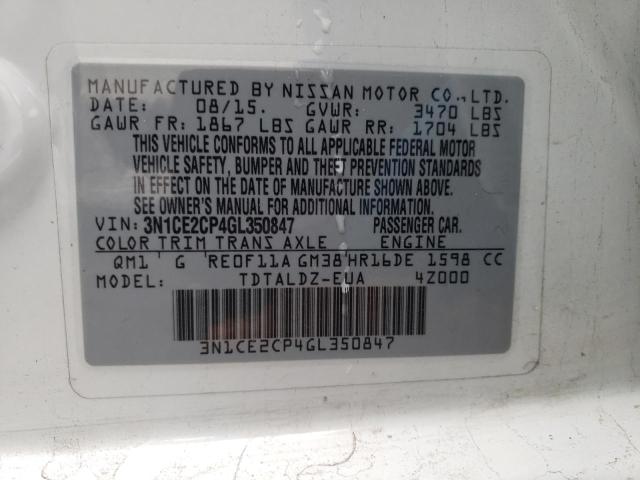 MANUFACTURED BY NISSAN MOTOR CO.,LTD.
DATE: 08/15. GVWR: 3470 LBS
GAWR FR: 1867 LBS GAWR RR: 1704 LBS
THIS VEHICLE CONFORMS TO ALL APPLICABLE FEDERAL MOTOR
VEHICLE SAFETY, BUMPER AND THEFT PREVENTION STANDARDS
IN EFFECT ON THE DATE OF MANUFACTURE SHOWN ABOVE.
SEE OWNER'S MANUAL FOR ADDITIONAL INFORMATION.
VIN: 3N1CE2CP4GL350847 PASSENGER CAR.
COLOR TRIM TRANS AXLE ENGINE
QM1 G RE0F11A GM38 HR16DE 1598 CC
MODEL: TDTALDZ-EUA 4Z000
3N1CE2CP4GL350847